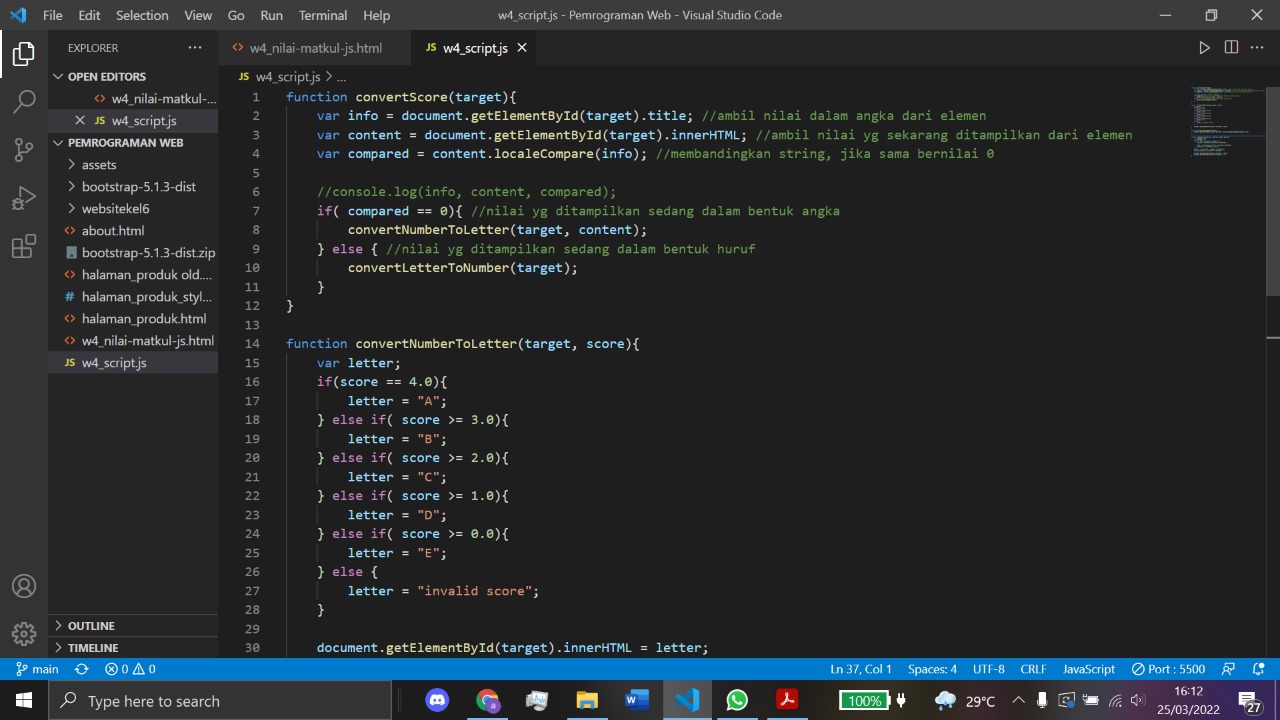 File Edit Selection View Go Run Terminal Help w4_script.js - Pemrograman Web - Visual Studio Code
EXPLORER
OPEN EDITORS
w4_nilai-matkul-...
w4_script.js
PEMROGRAMAN WEB
assets
bootstrap-5.1.3-dist
websitekel6
about.html
bootstrap-5.1.3-dist.zip
halaman_produk old....
# halaman_produk_styl...
halaman_produk.html
w4_nilai-matkul-js.html
JS w4_script.js
OUTLINE
TIMELINE
w4_nilai-matkul-js.html JS w4_script.js
JS w4_script.js > ...
1 function convertScore(target){
2 var info = document.getElementById(target).title; //ambil nilai dalam angka dari elemen
3 var content = document.getElementById(target).innerHTML; //ambil nilai yg sekarang ditampilkan dari elemen
4 var compared = content.localeCompare(info); //membandingkan string, jika sama bernilai 0
5
6 //console.log(info, content, compared);
7 if( compared == 0){ //nilai yg ditampilkan sedang dalam bentuk angka
8 convertNumberToLetter(target, content);
9 } else { //nilai yg ditampilkan sedang dalam bentuk huruf
10 convertLetterToNumber(target);
11 }
12 }
13
14 function convertNumberToLetter(target, score){
15 var letter;
16 if(score == 4.0){
17 letter = "A";
18 } else if( score >= 3.0){
19 letter = "B";
20 } else if( score >= 2.0){
21 letter = "C";
22 } else if( score >= 1.0){
23 letter = "D";
24 } else if( score >= 0.0){
25 letter = "E";
26 } else {
27 letter = "invalid score";
28 }
29
30 document.getElementById(target).innerHTML = letter;
main 0 0 Ln 37, Col 1 Spaces: 4 UTF-8 CRLF JavaScript Port : 5500
Type here to search 100% 29°C 16:12
25/03/2022 27